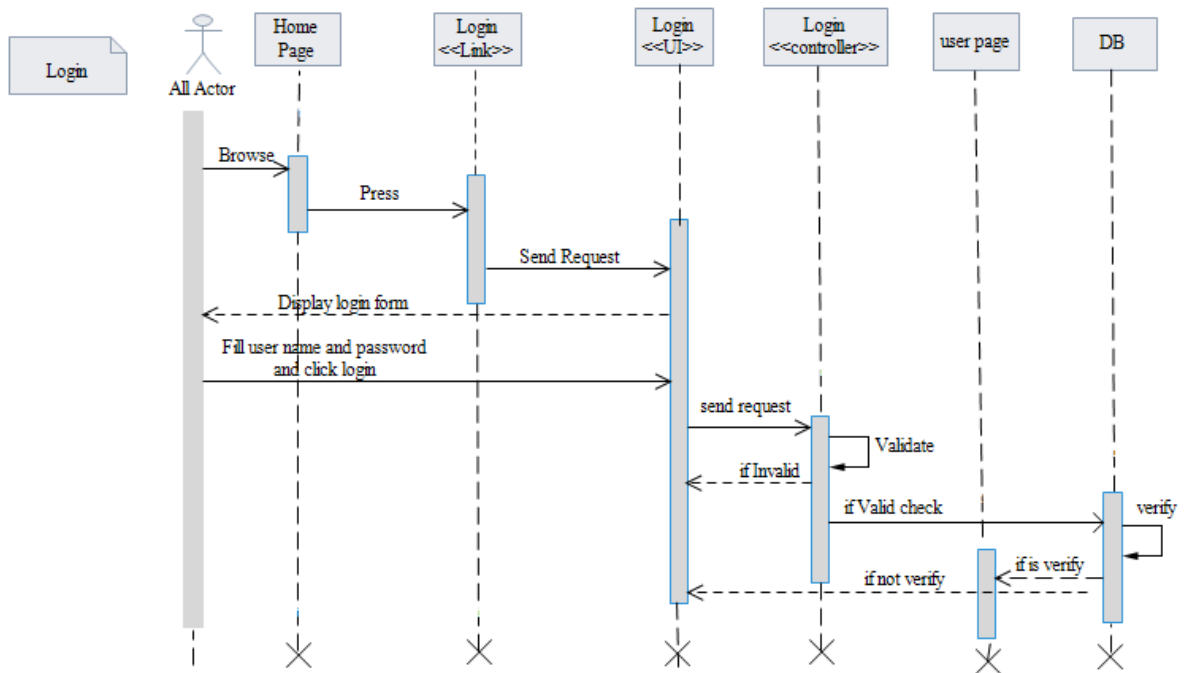 Login
All Actor
Home
Page
Login
<<Link>>
Login
<<UI>>
Login
<<controller>>
user page
DB
Browse
Press
Send Request
Display login form
Fill user name and password
and click login
send request
Validate
if Invalid
if Valid check
verify
if is verify
if not verify